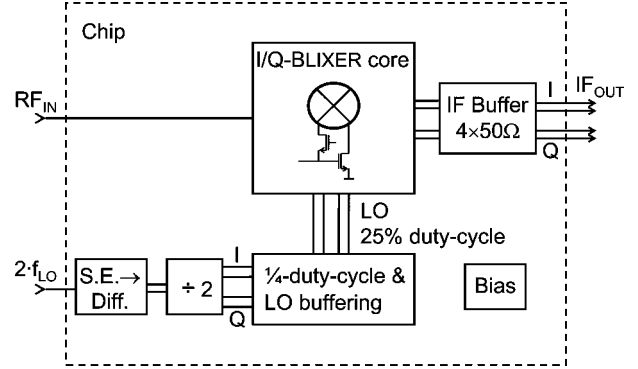 Chip
I/Q-BLIXER core
RF_IN
I
IF_OUT
IF Buffer
4×50Ω
Q
LO
25% duty-cycle
2·f_LO
S.E.→
Diff.
÷ 2
I
Q
¼-duty-cycle &
LO buffering
Bias